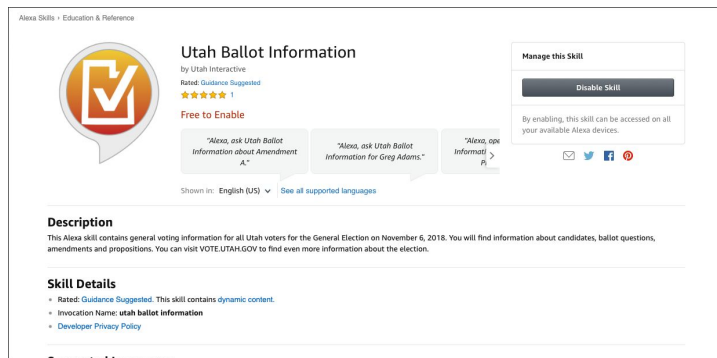 Alexa Skills › Education & Reference
Utah Ballot Information
by Utah Interactive
Rated: Guidance Suggested
1
Free to Enable
"Alexa, ask Utah Ballot
Information about Amendment
A."
"Alexa, ask Utah Ballot
Information for Greg Adams."
"Alexa, ope
Informati
Shown in: English (US) See all supported languages
Manage this Skill
Disable Skill
By enabling, this skill can be accessed on all
your available Alexa devices.
Description
This Alexa skill contains general voting information for all Utah voters for the General Election on November 6, 2018. You will find information about candidates, ballot questions,
amendments and propositions. You can visit VOTE.UTAH.GOV to find even more information about the election.
Skill Details
Rated: Guidance Suggested. This skill contains dynamic content.
Invocation Name: utah ballot information
Developer Privacy Policy